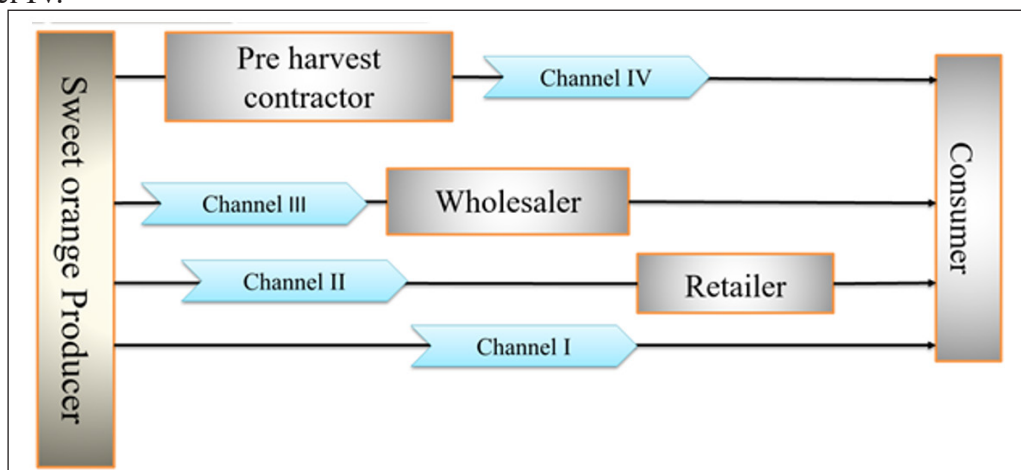 Sweet orange Producer
Pre harvest
contractor
Channel IV
Channel III
Wholesaler
Channel II
Retailer
Channel I
Consumer